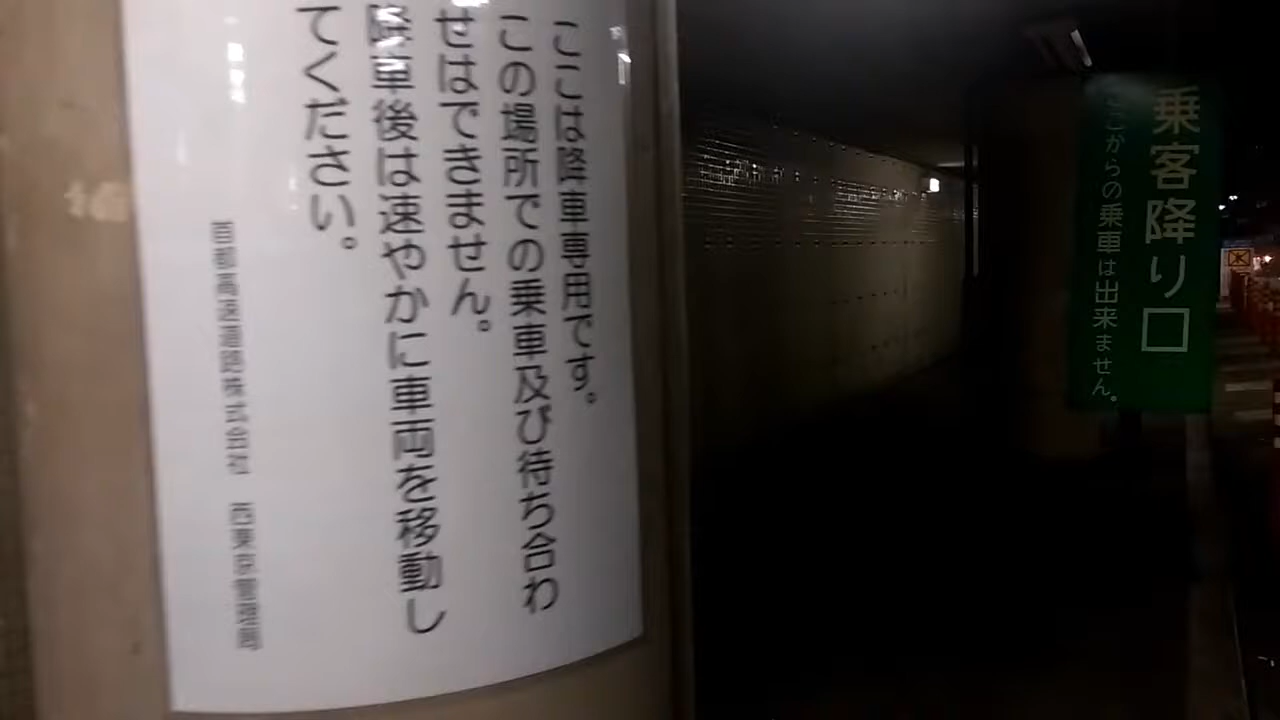 ここは降車専用です。
この場所での乗車及び待ち合わ
せはできません。
降車後は速やかに車両を移動し
てください。
首都高速道路株式会社 西東京管理局
乗客降り口
ここからの乗車は出来ません。